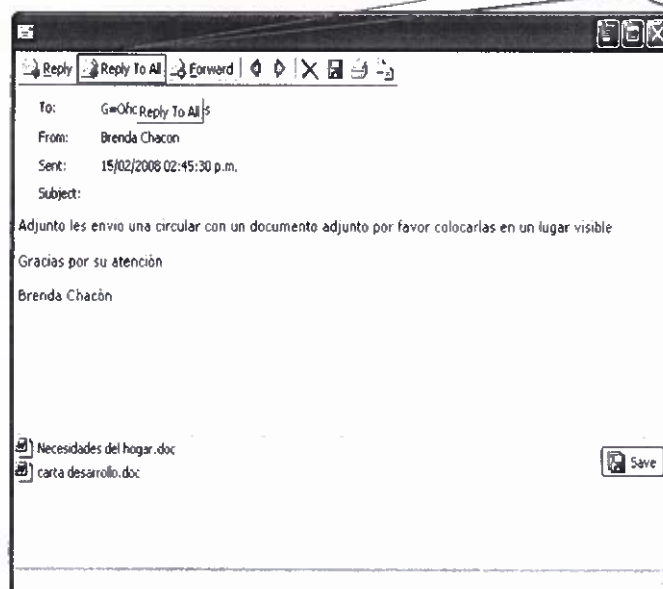 Reply Reply To All Forward
To: G=Ofic Reply To All s
From: Brenda Chacon
Sent: 15/02/2008 02:45:30 p.m.
Subject:
Adjunto les envio una circular con un documento adjunto por favor colocarlas en un lugar visible
Gracias por su atención
Brenda Chacòn
Necesidades del hogar.doc
Save
carta desarrollo.doc